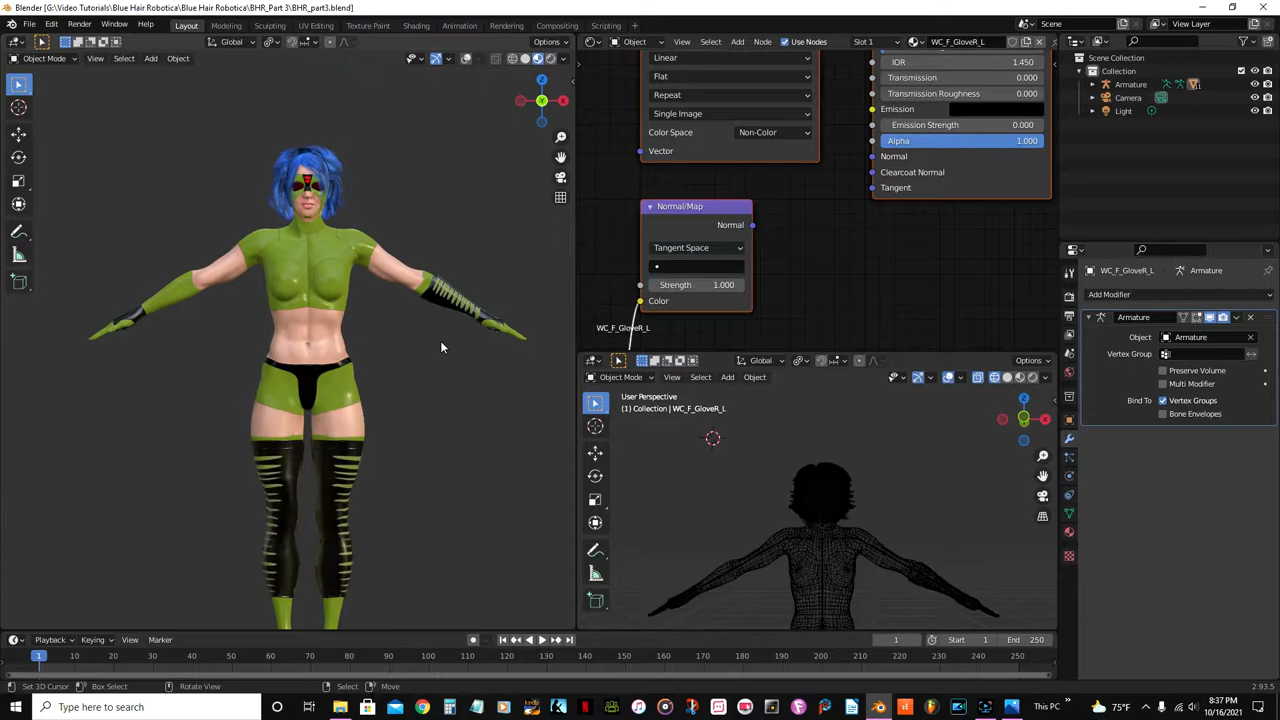 Blender [G:\Video Tutorials\Blue Hair Robotica\BHR_Part 3\BHR_part3.blend]
File Edit Render Window Help Layout Modeling Sculpting UV Editing Texture Paint Shading Animation Rendering Compositing Scripting + Scene View Layer
Global Options
Object Mode View Select Add Object
Object View Select Add Node Use Nodes Slot 1 WC_F_GloveR_L
Linear
Flat
Repeat
Single Image
Color Space Non-Color
Vector
IOR 1.450
Transmission 0.000
Transmission Roughness 0.000
Emission
Emission Strength 0.000
Alpha 1.000
Normal
Clearcoat Normal
Tangent
Normal/Map
Normal
Tangent Space
Strength 1.000
Color
WC_F_GloveR_L
Global Options
Object Mode View Select Add Object
User Perspective
(1) Collection | WC_F_GloveR_L
Scene Collection
Collection
Armature
Camera
Light
WC_F_GloveR_L Armature
Add Modifier
Armature
Object Armature
Vertex Group
Preserve Volume
Multi Modifier
Bind To Vertex Groups
Bone Envelopes
Playback Keying View Marker 1 Start 1 End 250
1 10 20 30 40 50 60 70 80 90 100 110 120 130 140 150 160 170 180 190 200 210 220 230 240 250
Set 3D Cursor Box Select Rotate View Select Move 2.93.5
Type here to search This PC 75°F 8:37 PM
10/16/2021